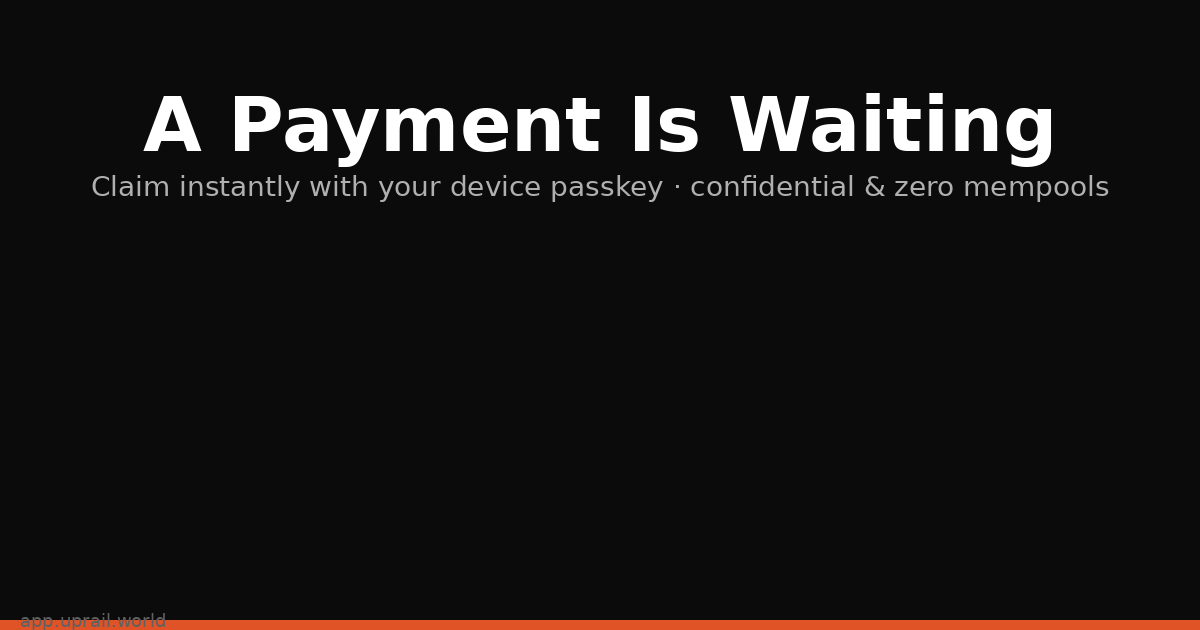 A Payment Is Waiting
Claim instantly with your device passkey · confidential & zero mempools
app.uprail.world